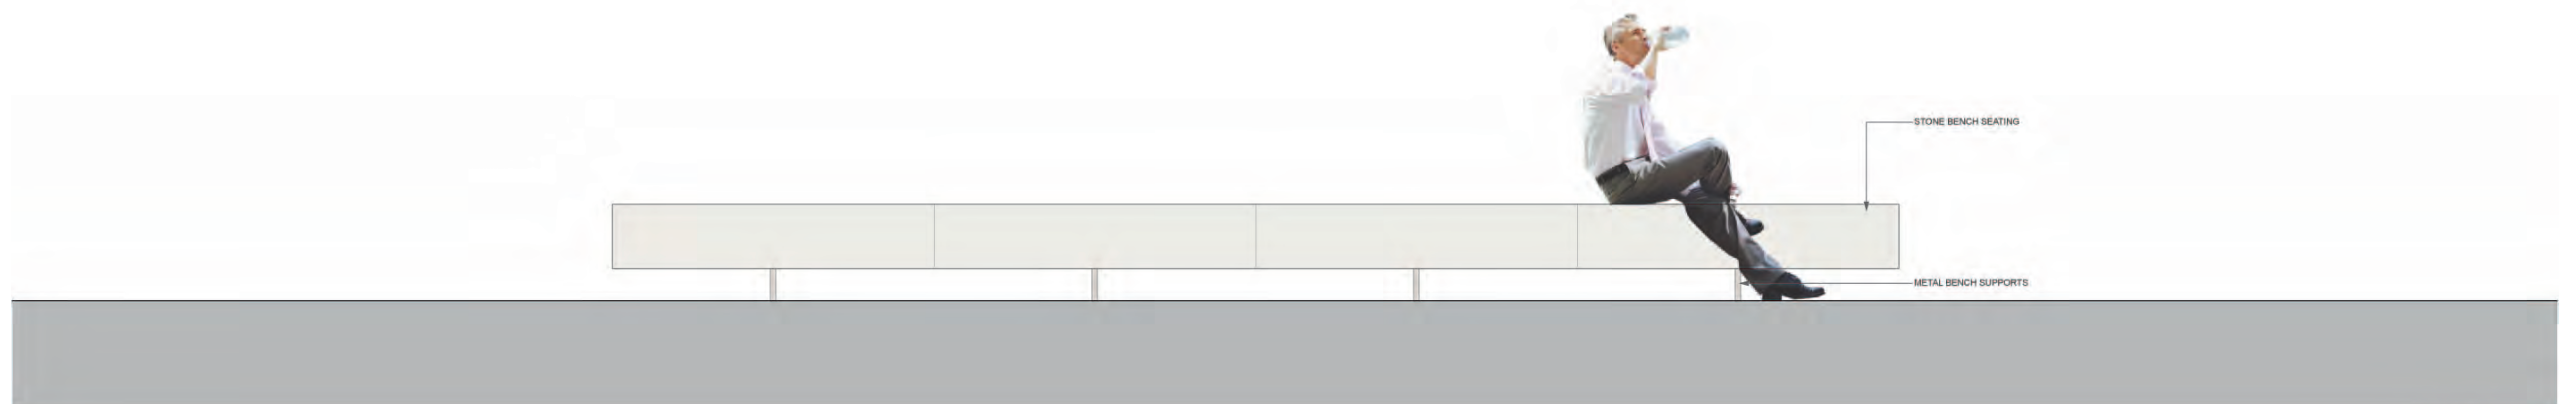 STONE BENCH SEATING
METAL BENCH SUPPORTS